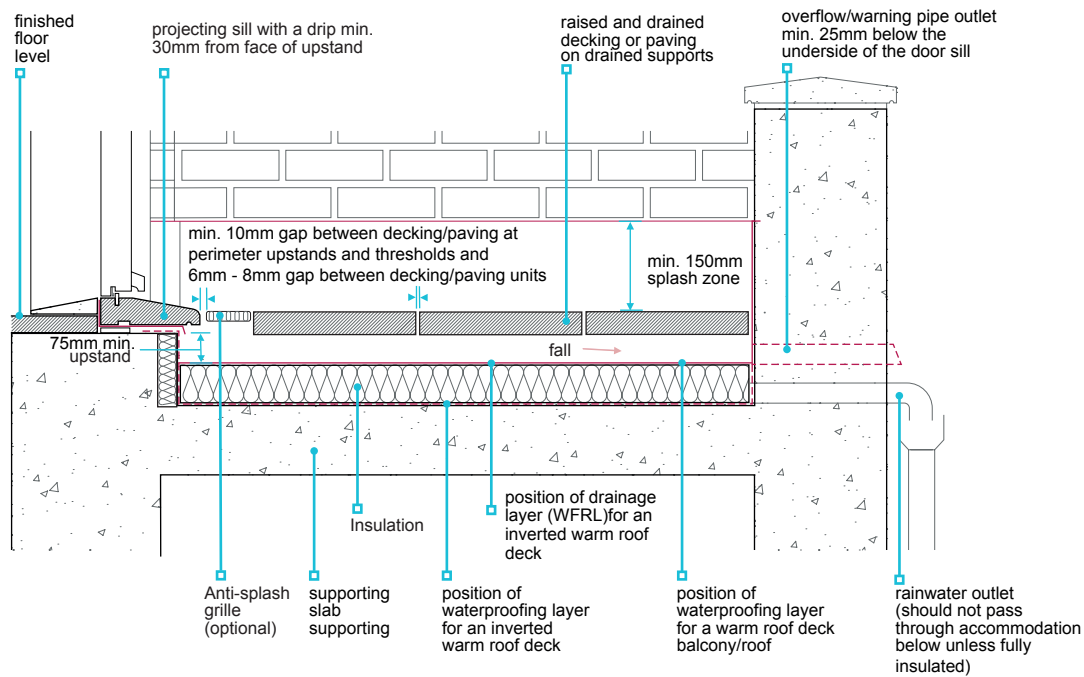 finished
floor
level
projecting sill with a drip min.
30mm from face of upstand
raised and drained
decking or paving
on drained supports
overflow/warning pipe outlet
min. 25mm below the
underside of the door sill
min. 10mm gap between decking/paving at
perimeter upstands and thresholds and
6mm - 8mm gap between decking/paving units
min. 150mm
splash zone
75mm min.
upstand
fall
Insulation
position of drainage
layer (WFRL)for an
inverted warm roof
deck
Anti-splash
grille
(optional)
supporting
slab
supporting
position of
waterproofing layer
for an inverted
warm roof deck
position of
waterproofing layer
for a warm roof deck
balcony/roof
rainwater outlet
(should not pass
through accommodation
below unless fully
insulated)